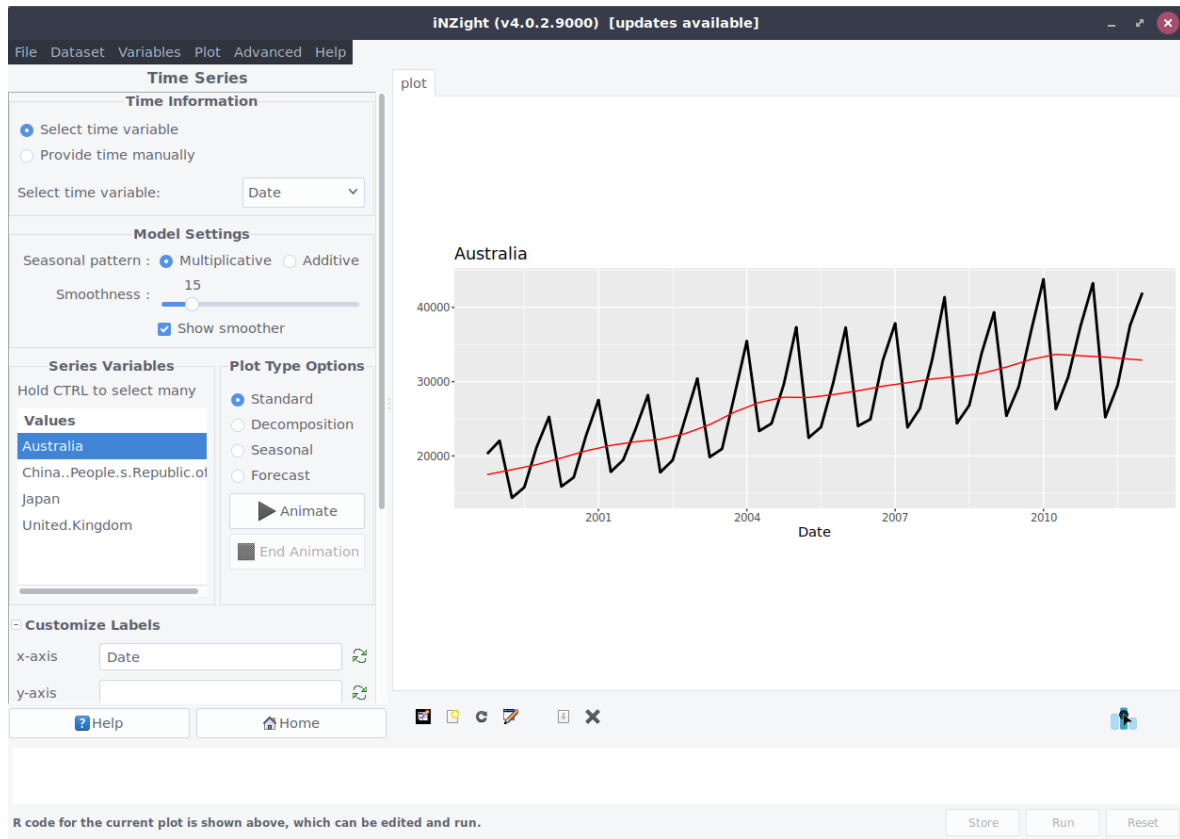 iNZight (v4.0.2.9000) [updates available]
File Dataset Variables Plot Advanced Help
Time Series
Time Information
Select time variable
Provide time manually
Select time variable: Date
Model Settings
Seasonal pattern : Multiplicative Additive
15
Smoothness :
Show smoother
Series Variables
Hold CTRL to select many
Values
Australia
China..People.s.Republic.of
Japan
United.Kingdom
Plot Type Options
Standard
Decomposition
Seasonal
Forecast
Animate
End Animation
Customize Labels
x-axis Date
y-axis
Help Home
plot
Australia
40000
30000
20000
2001 2004 2007 2010
Date
R code for the current plot is shown above, which can be edited and run.
Store Run Reset